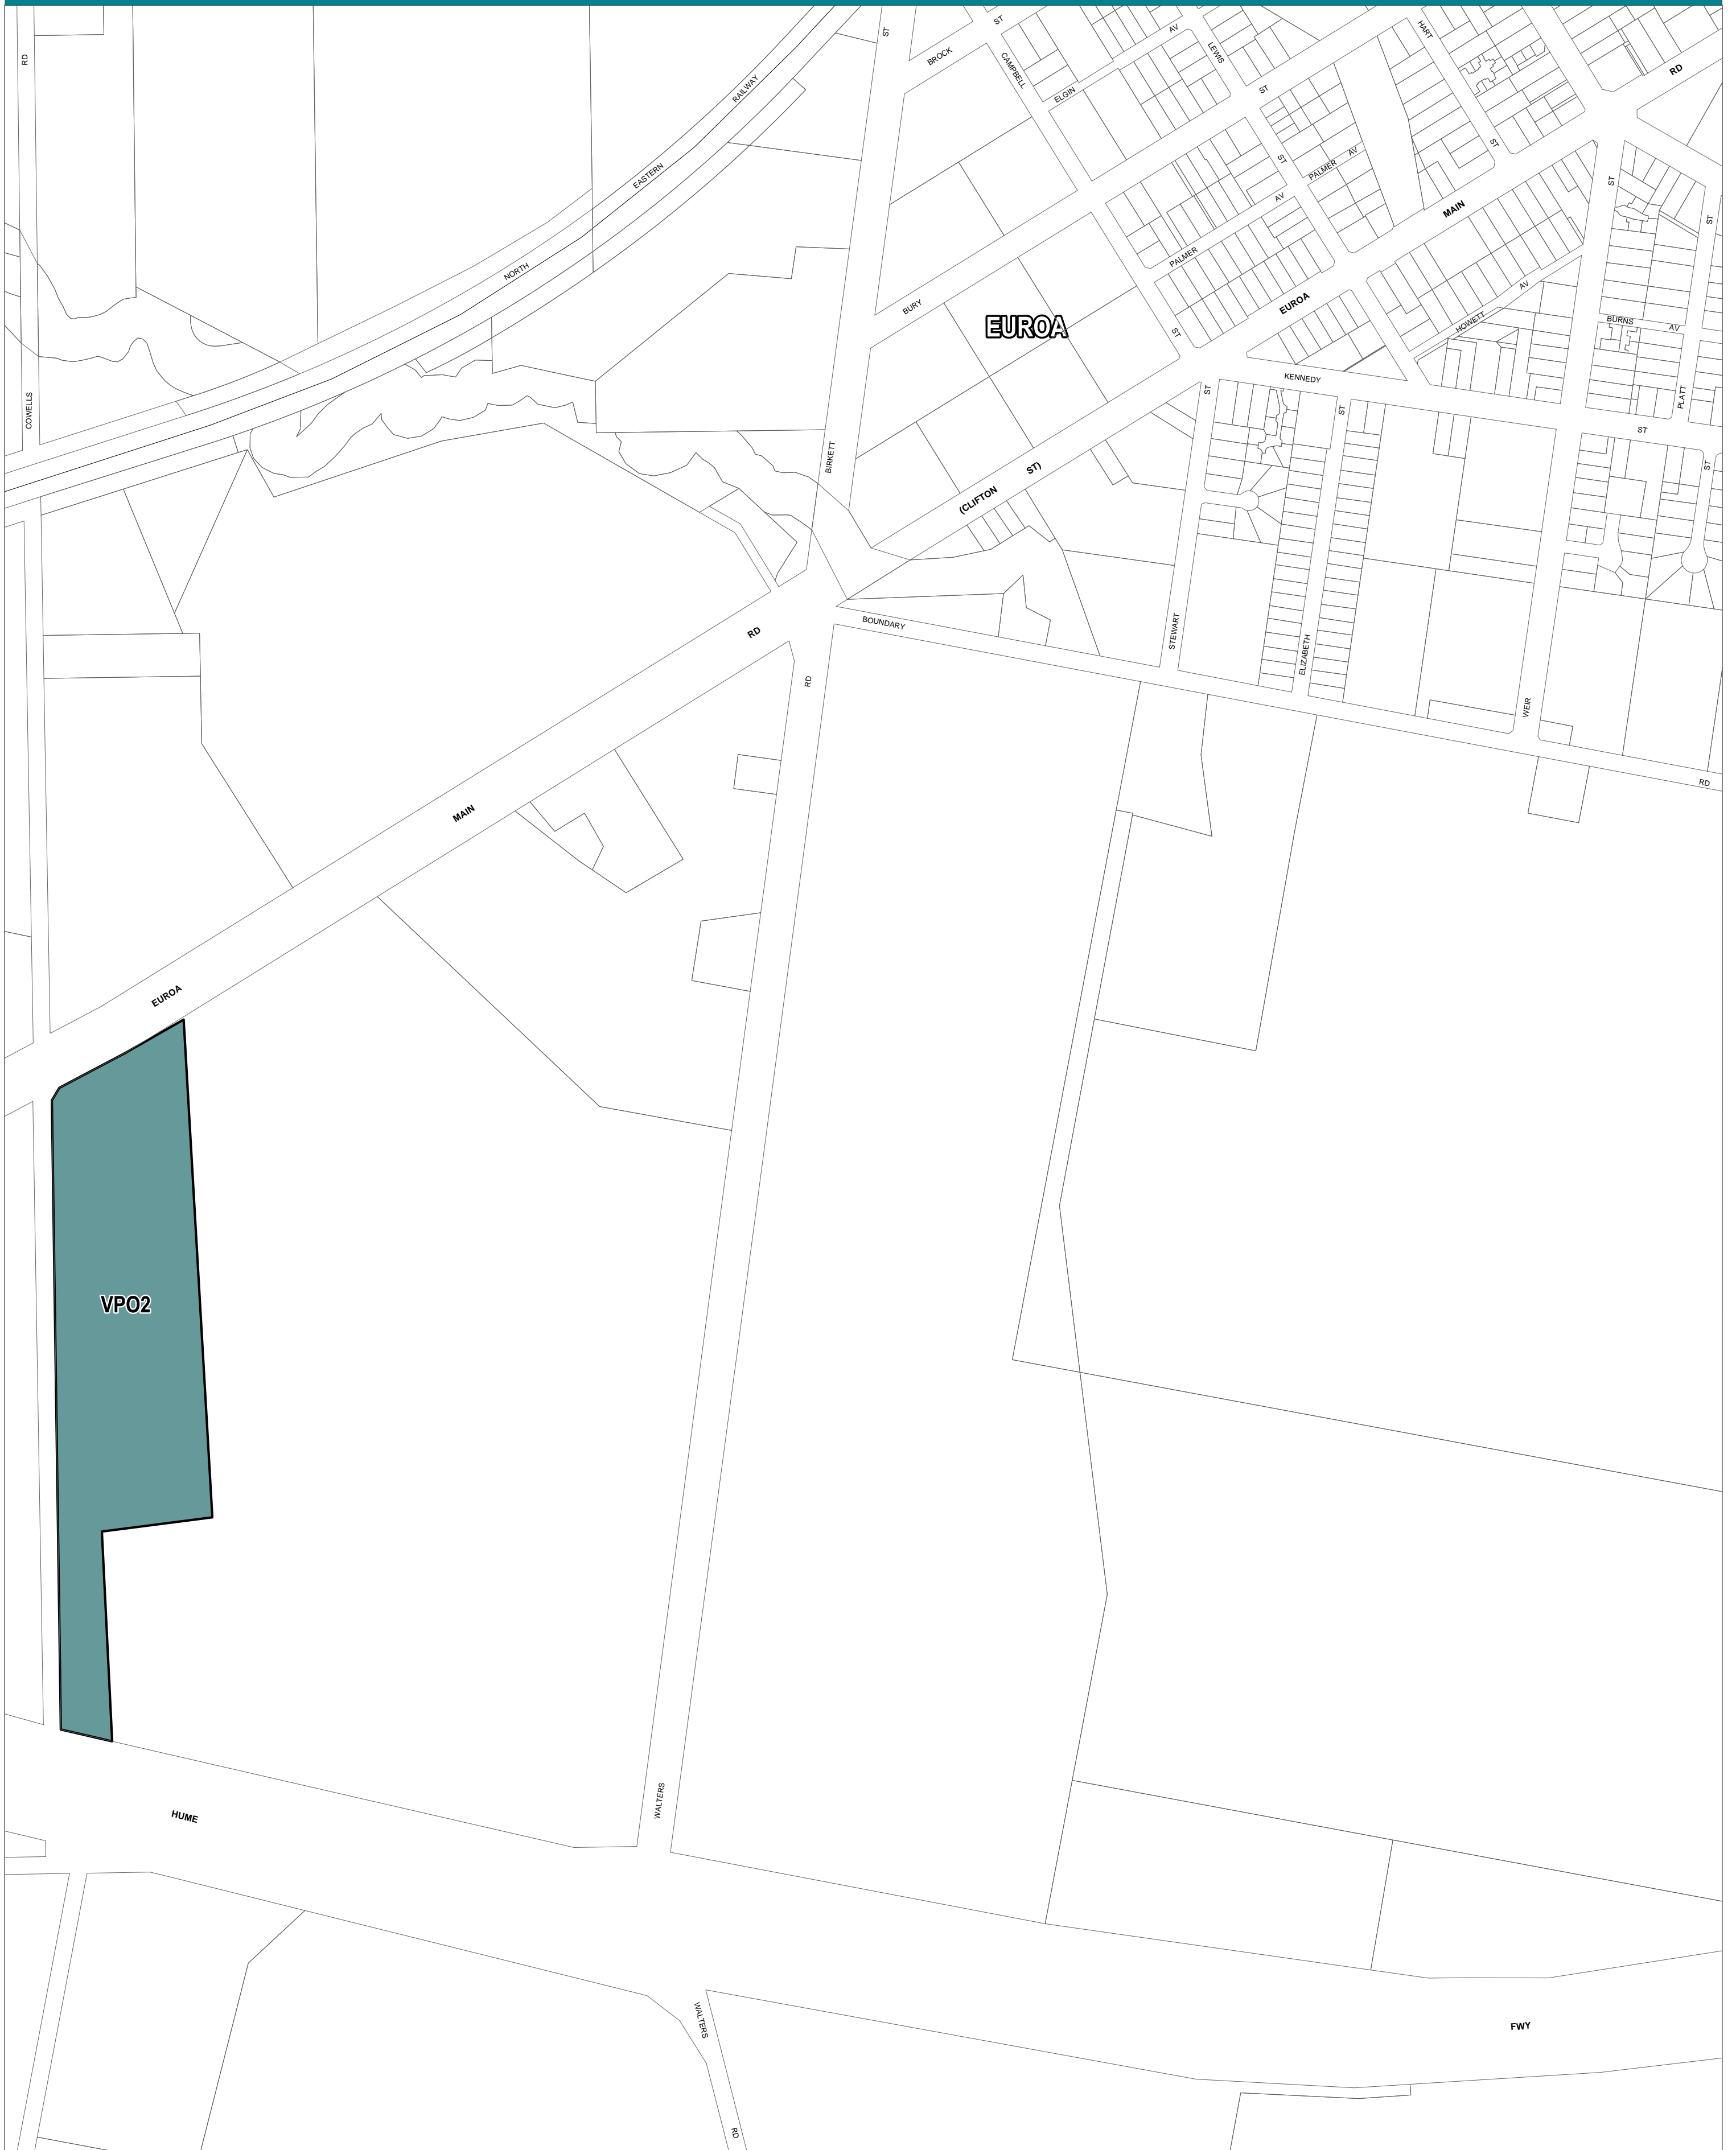 ST
BROCK
ST
CAMPBELL
ELGIN
AV
LEWIS
ST
HART
RD
RD
RAILWAY
EASTERN
NORTH
ST
PALMER
AV
ST
MAIN
ST
ST
PALMER
AV
BURY
EUROA
EUROA
ST
HOWETT
AV
BURNS
AV
KENNEDY
ST
ST
PLATT
ST
COWELLS
BIRKETT
(CLIFTON
ST)
ST
BOUNDARY
STEWART
ELIZABETH
WEIR
RD
RD
RD
MAIN
EUROA
VPO2
WALTERS
HUME
WALTERS
FWY
RD